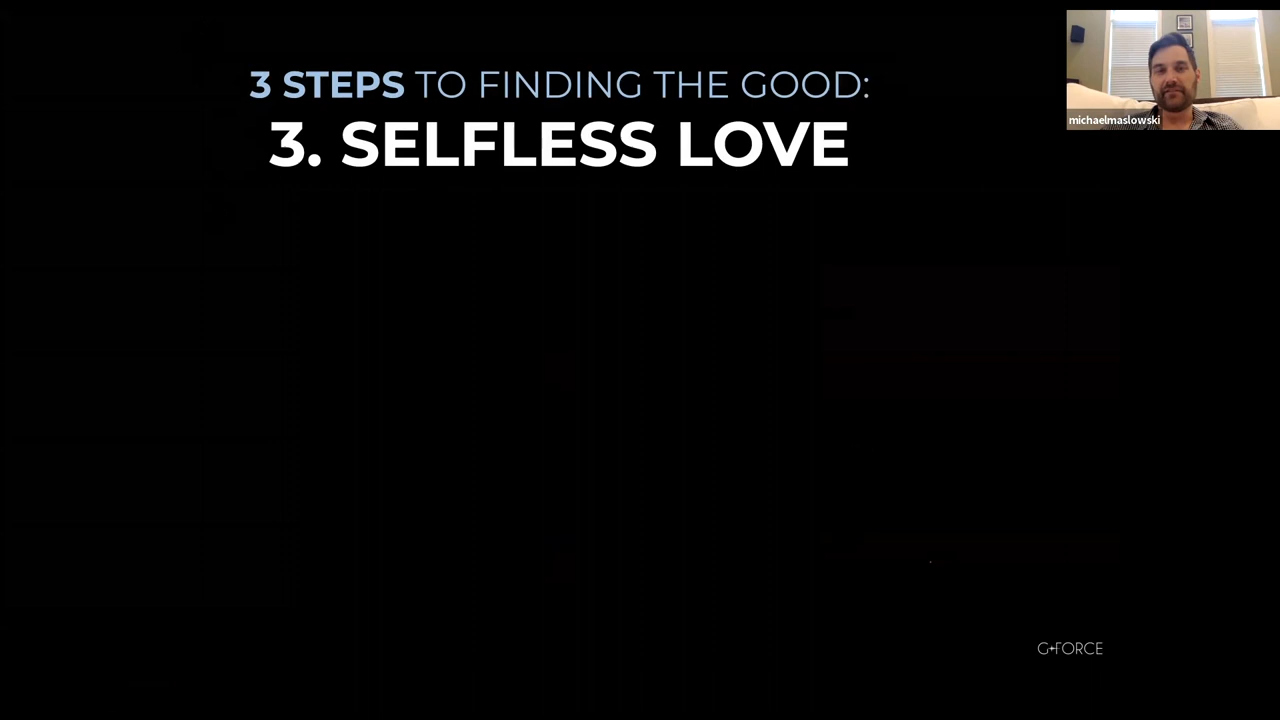 3 STEPS TO FINDING THE GOOD:
3. SELFLESS LOVE
michaelmaslowski
G+FORCE